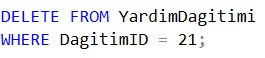 DELETE FROM YardimDagitimi
WHERE DagitimID = 21;